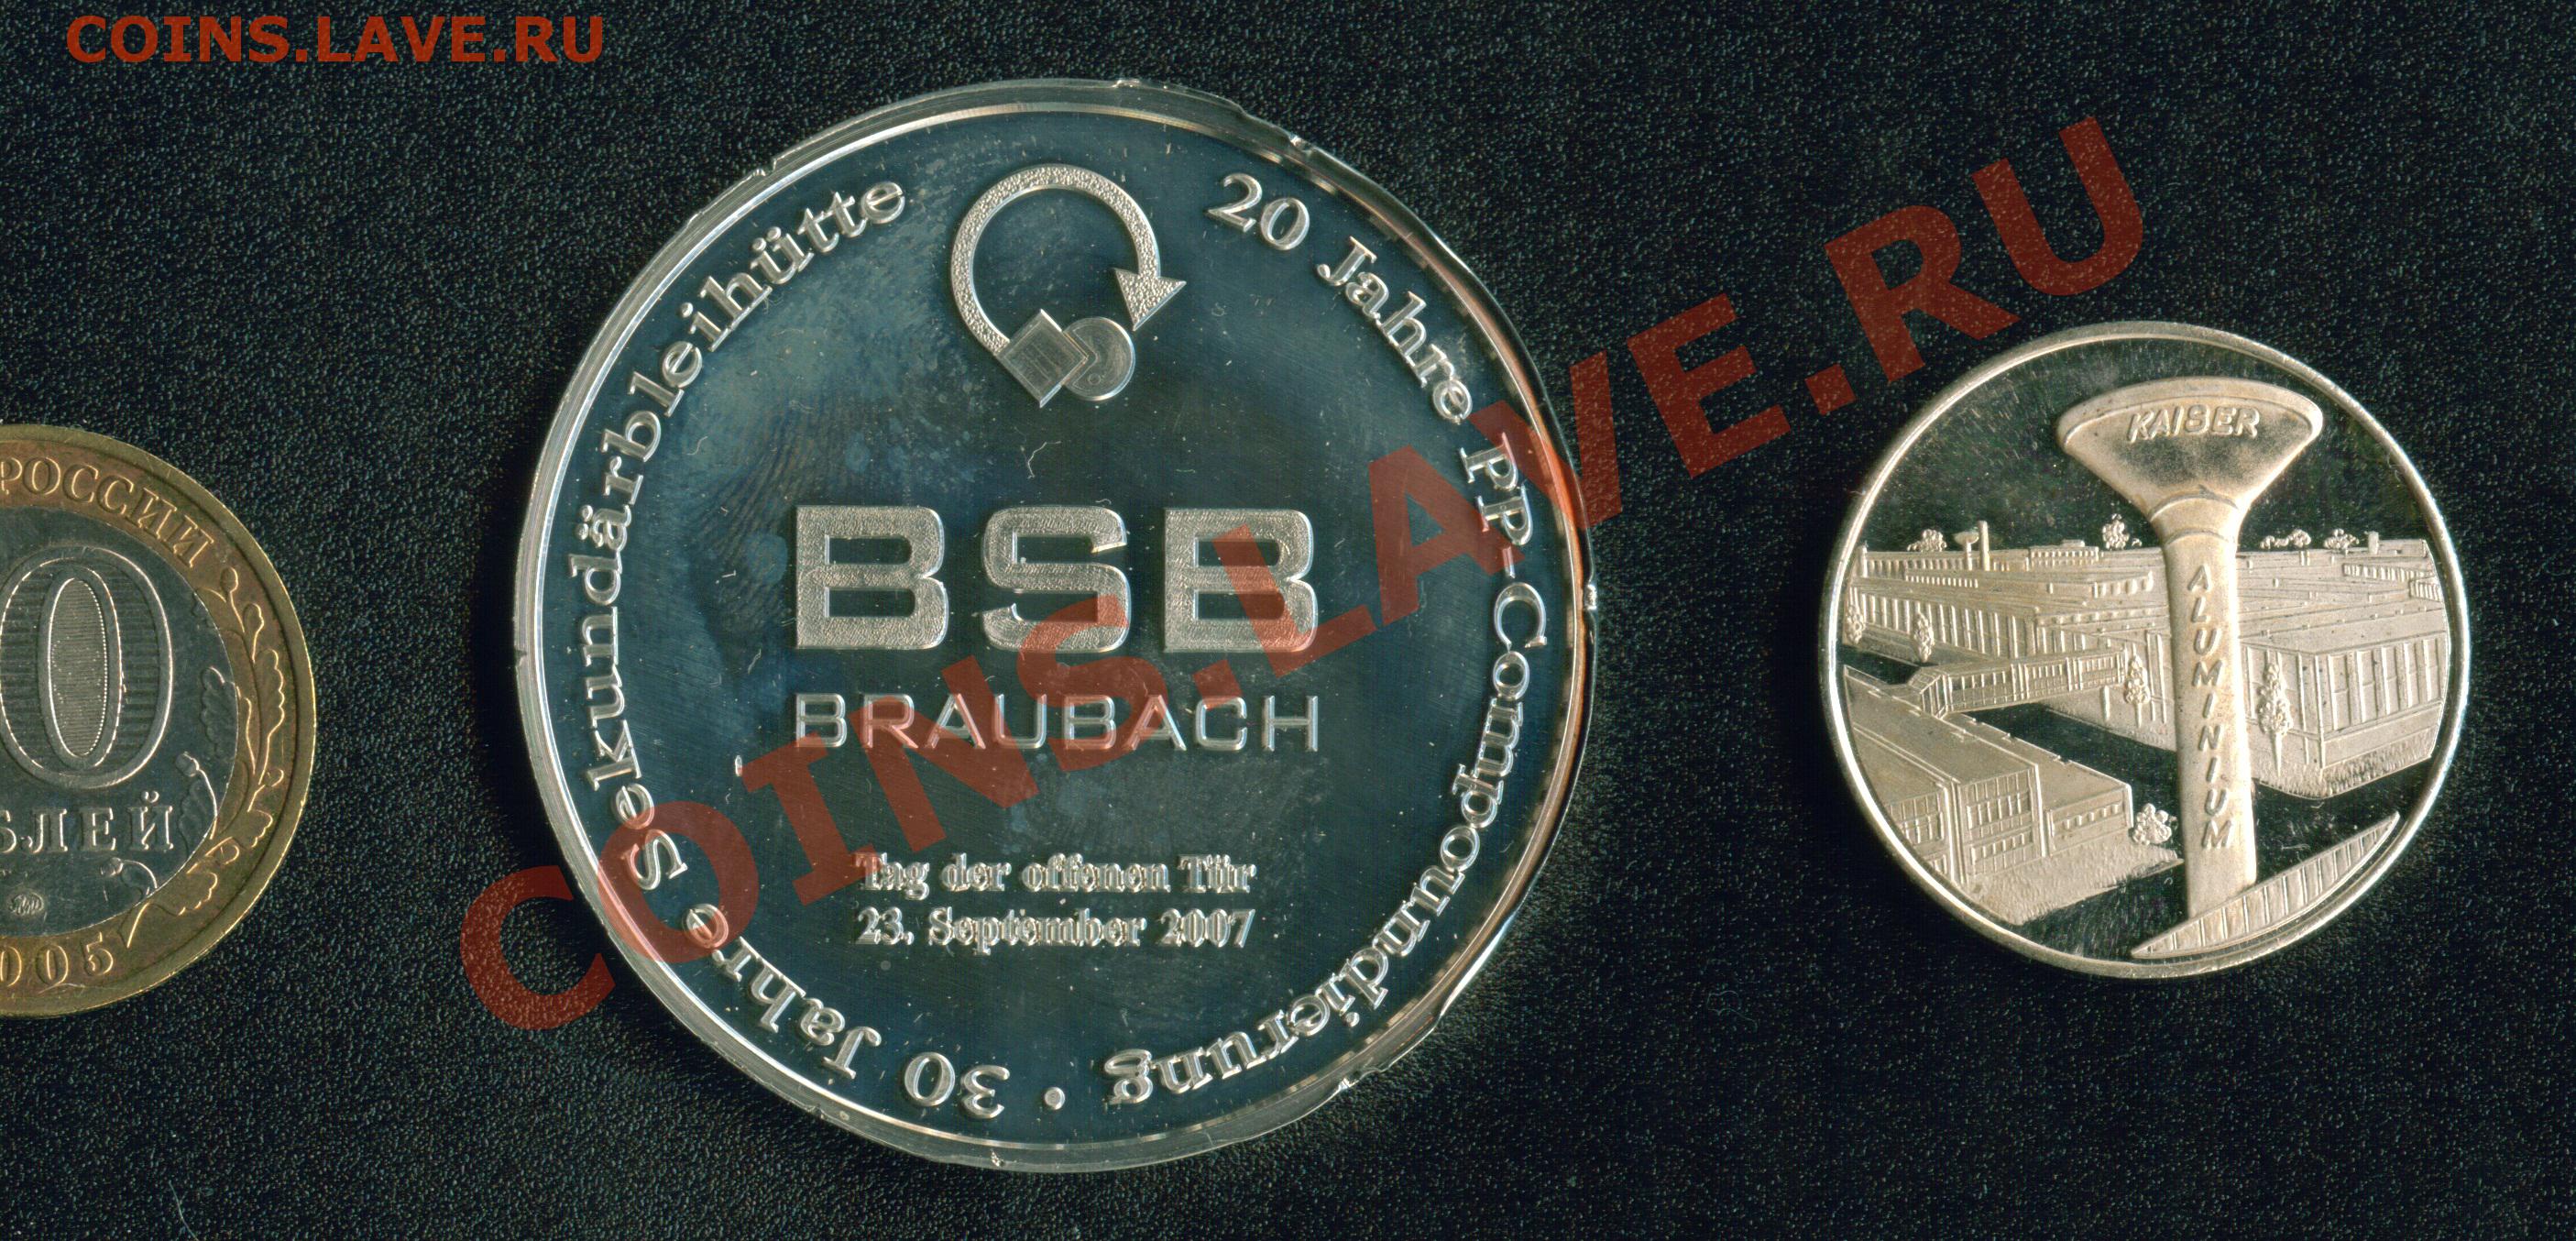 COINS.LAVE.RU
РОССИИ
0
БЛЕЙ
005
30 Jahre Sekundärbleihütte
20 Jahre PP-Compoundierung
BSB
BRAUBACH
Tag der offenen Tür
23. September 2007
KAISER
ALUMINIUM
COINS.LAVE.RU